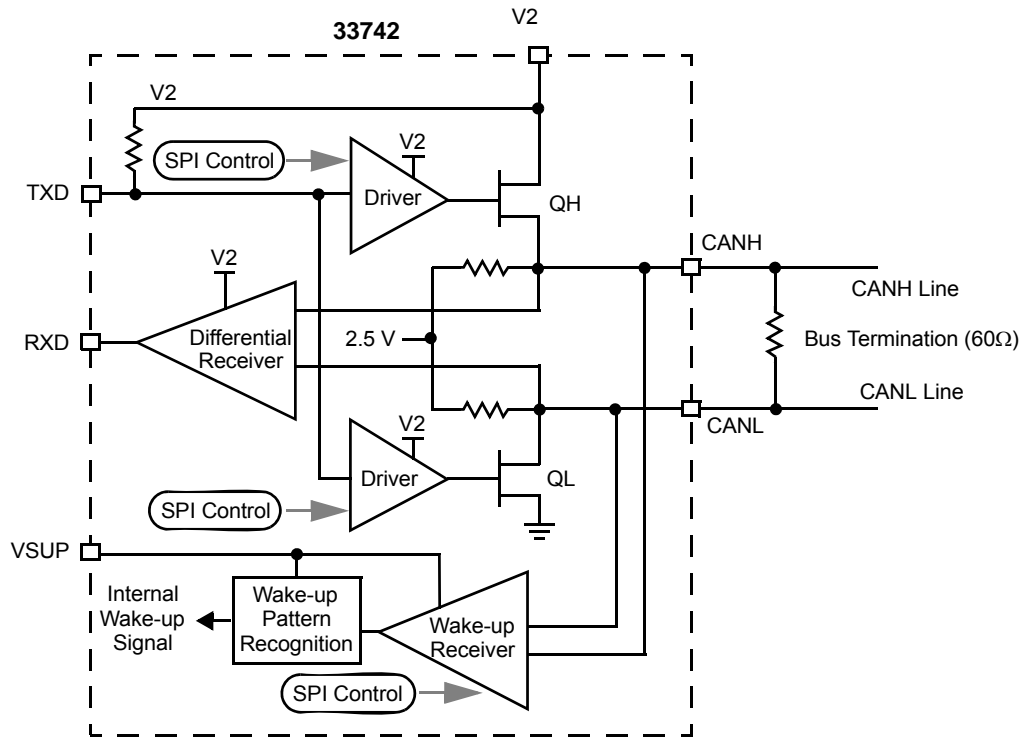 V2
33742
V2
SPI Control
V2
Driver
TXD
QH
CANH
V2
CANH Line
Differential
Receiver
RXD
2.5 V
Bus Termination (60Ω)
CANL Line
V2
CANL
Driver
QL
SPI Control
VSUP
Internal
Wake-up
Signal
Wake-up
Pattern
Recognition
Wake-up
Receiver
SPI Control